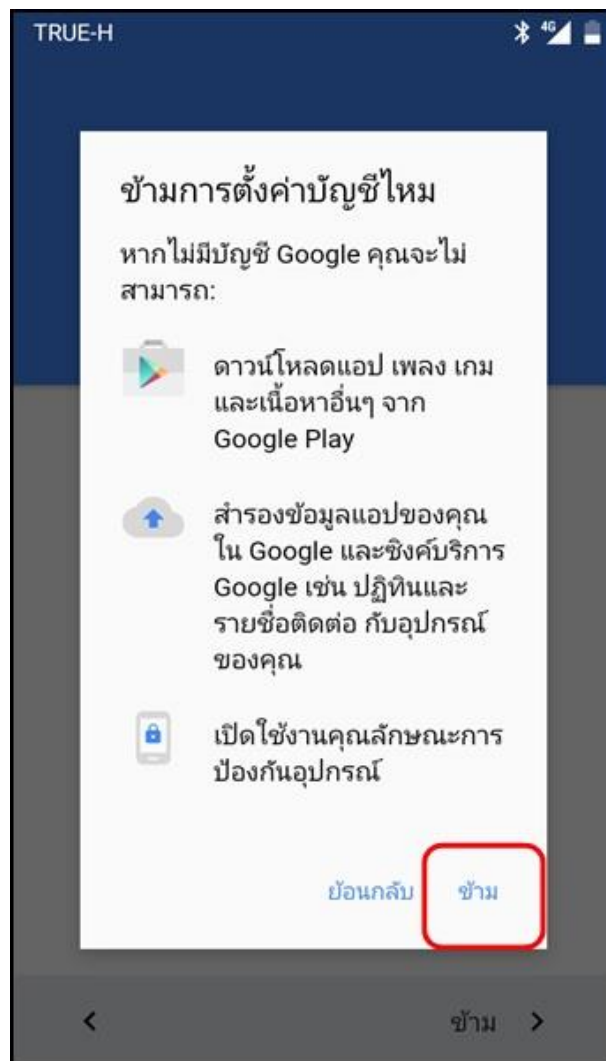 TRUE-H
4G
ข้ามการตั้งค่าบัญชีไหม
หากไม่มีบัญชี Google คุณจะไม่
สามารถ:
ดาวน์โหลดแอป เพลง เกม
และเนื้อหาอื่นๆ จาก
Google Play
สำรองข้อมูลแอปของคุณ
ใน Google และซิงค์บริการ
Google เช่น ปฏิทินและ
รายชื่อติดต่อ กับอุปกรณ์
ของคุณ
เปิดใช้งานคุณลักษณะการ
ป้องกันอุปกรณ์
ย้อนกลับ ข้าม
ข้าม